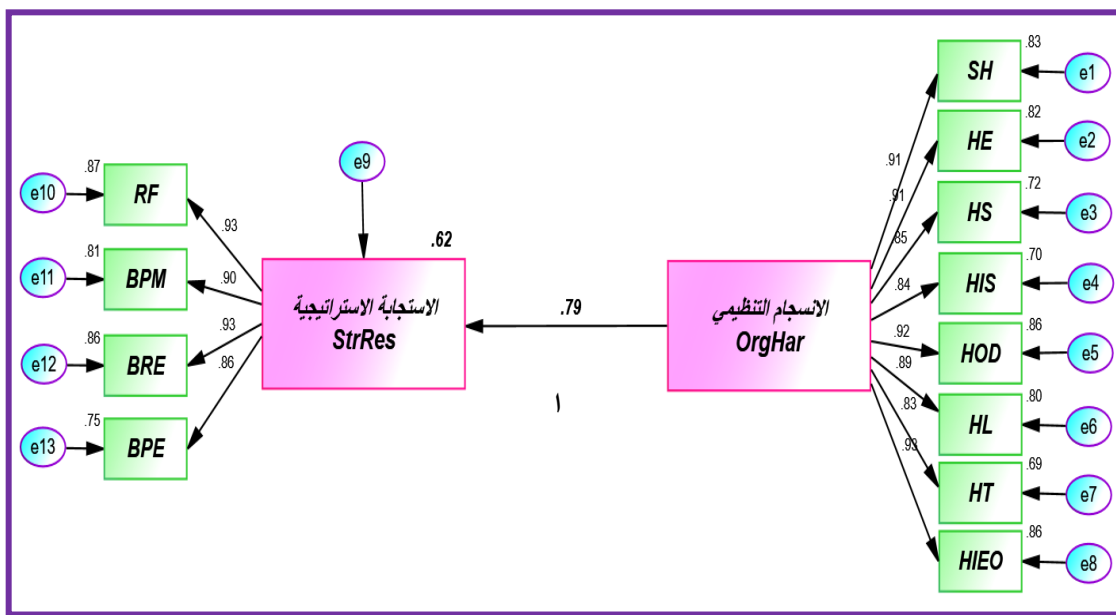 .87
e10
RF
.93
.81
e11
BPM
.90
.86
e12
BRE
.93
.75
e13
BPE
.86
e9
.62
الاستجابة الاستراتيجية
StrRes
.79
١
الانسجام التنظيمي
OrgHar
.91
SH
.83
e1
.91
HE
.82
e2
.85
HS
.72
e3
.84
HIS
.70
e4
.92
HOD
.86
e5
.89
HL
.80
e6
.83
HT
.69
e7
.93
HIEO
.86
e8